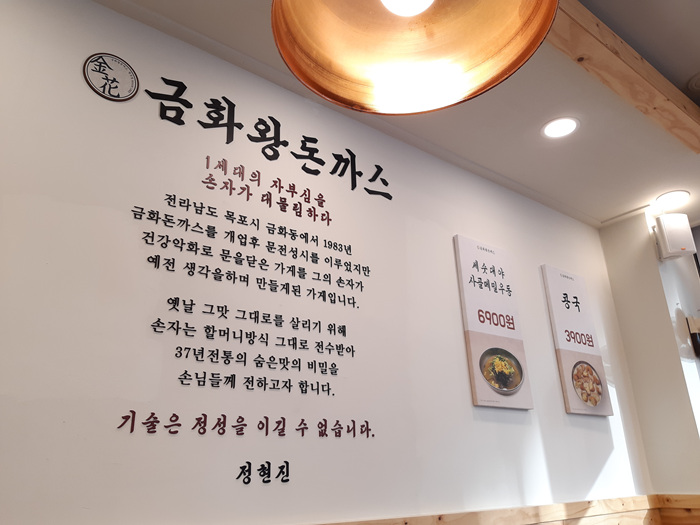 金花
금화왕돈까스
1세대의 자부심을
손자가 대물림하다
전라남도 목포시 금화동에서 1983년
금화돈까스를 개업후 문전성시를 이루었지만
건강악화로 문을닫은 가게를 그의 손자가
예전 생각을하며 만들게된 가게입니다.
옛날 그맛 그대로를 살리기 위해
손자는 할머니방식 그대로 전수받아
37년전통의 숨은맛의 비밀을
손님들께 전하고자 합니다.
기술은 정성을 이길 수 없습니다.
정현진
세숫대야
사골메밀우동
6900원
콩국
3900원